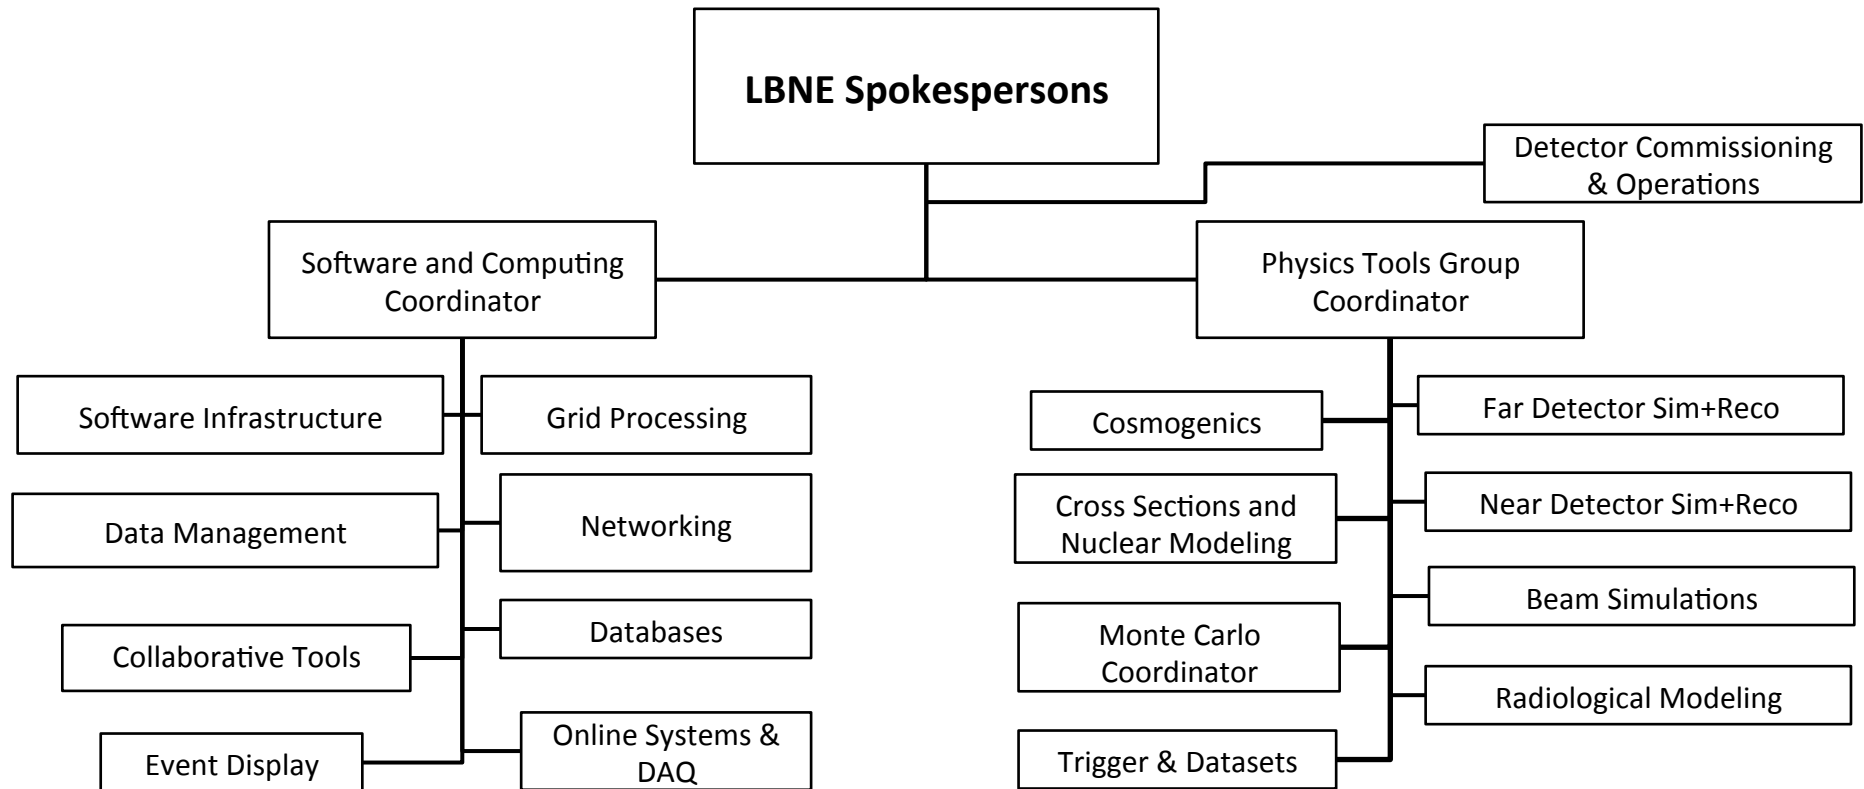 LBNE Spokespersons
Detector Commissioning
& Operations
Software and Computing
Coordinator
Physics Tools Group
Coordinator
Software Infrastructure
Grid Processing
Data Management
Networking
Collaborative Tools
Databases
Event Display
Online Systems &
DAQ
Cosmogenics
Far Detector Sim+Reco
Cross Sections and
Nuclear Modeling
Near Detector Sim+Reco
Monte Carlo
Coordinator
Beam Simulations
Trigger & Datasets
Radiological Modeling